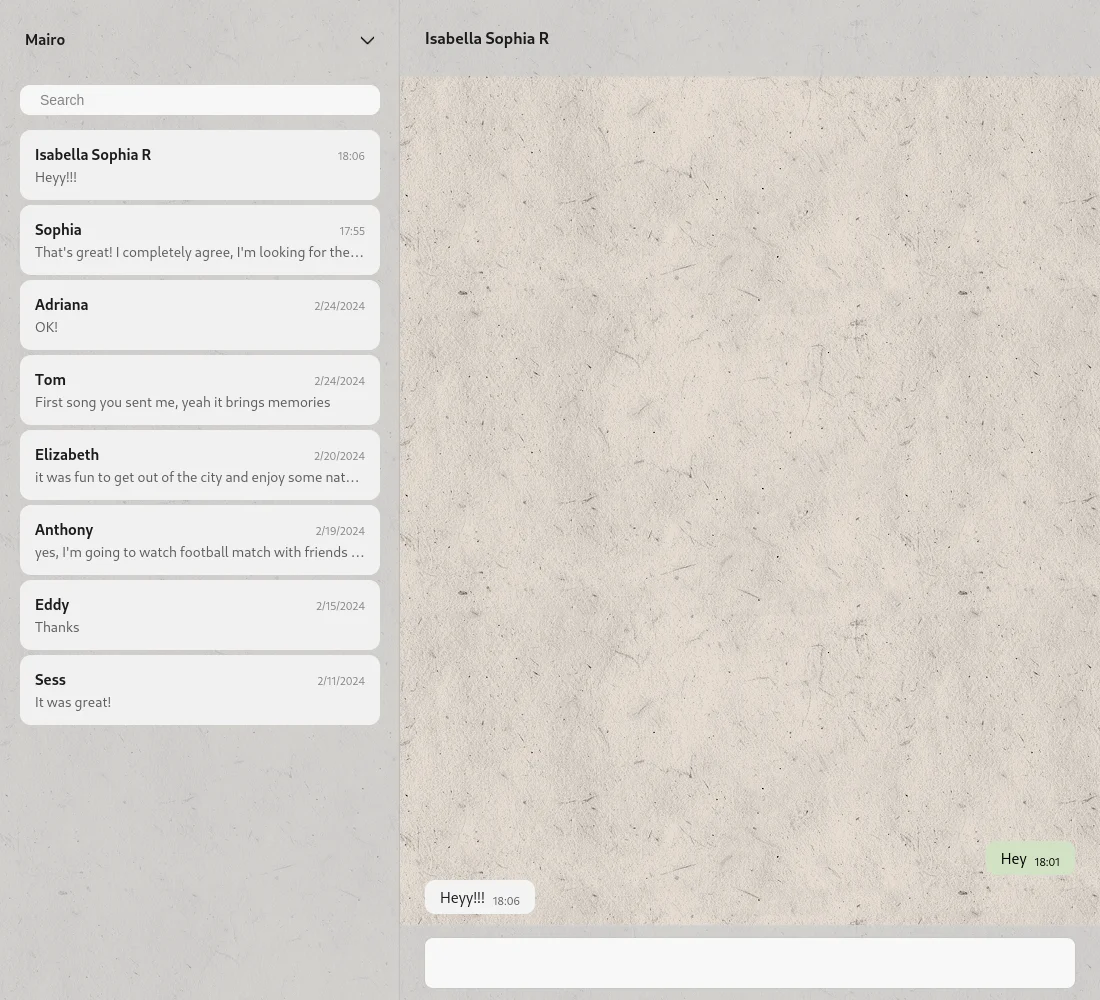 Mairo
Search
Isabella Sophia R 18:06
Heyy!!!
Sophia 17:55
That's great! I completely agree, I'm looking for the...
Adriana 2/24/2024
OK!
Tom 2/24/2024
First song you sent me, yeah it brings memories
Elizabeth 2/20/2024
it was fun to get out of the city and enjoy some nat...
Anthony 2/19/2024
yes, I'm going to watch football match with friends ...
Eddy 2/15/2024
Thanks
Sess 2/11/2024
It was great!
Isabella Sophia R
Hey 18:01
Heyy!!! 18:06